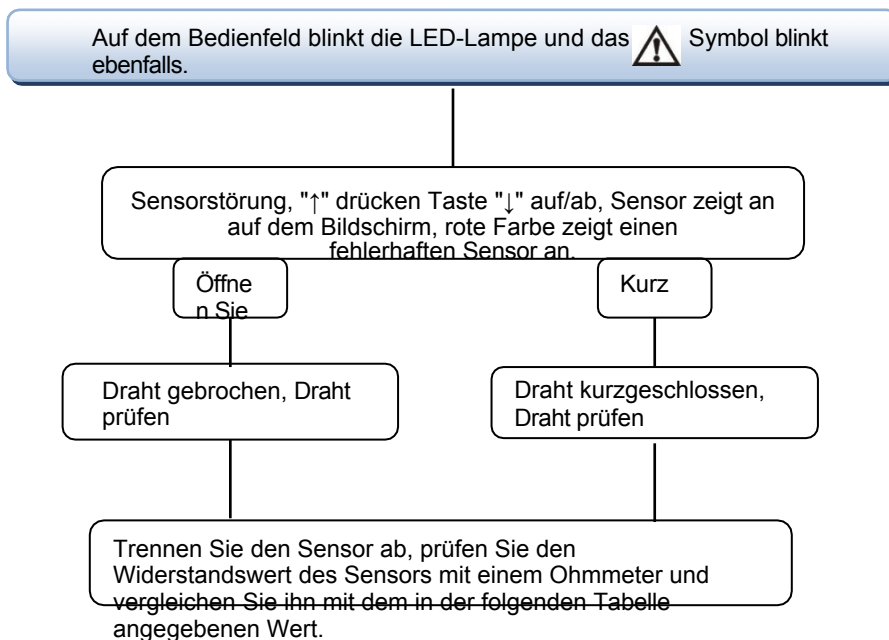 Auf dem Bedienfeld blinkt die LED-Lampe und das Symbol blinkt
ebenfalls.
Sensorstörung, "↑" drücken Taste "↓" auf/ab, Sensor zeigt an
auf dem Bildschirm, rote Farbe zeigt einen
fehlerhaften Sensor an.
Öffne
n Sie
Kurz
Draht gebrochen, Draht
prüfen
Draht kurzgeschlossen,
Draht prüfen
Trennen Sie den Sensor ab, prüfen Sie den
Widerstandswert des Sensors mit einem Ohmmeter und
vergleichen Sie ihn mit dem in der folgenden Tabelle
angegebenen Wert.